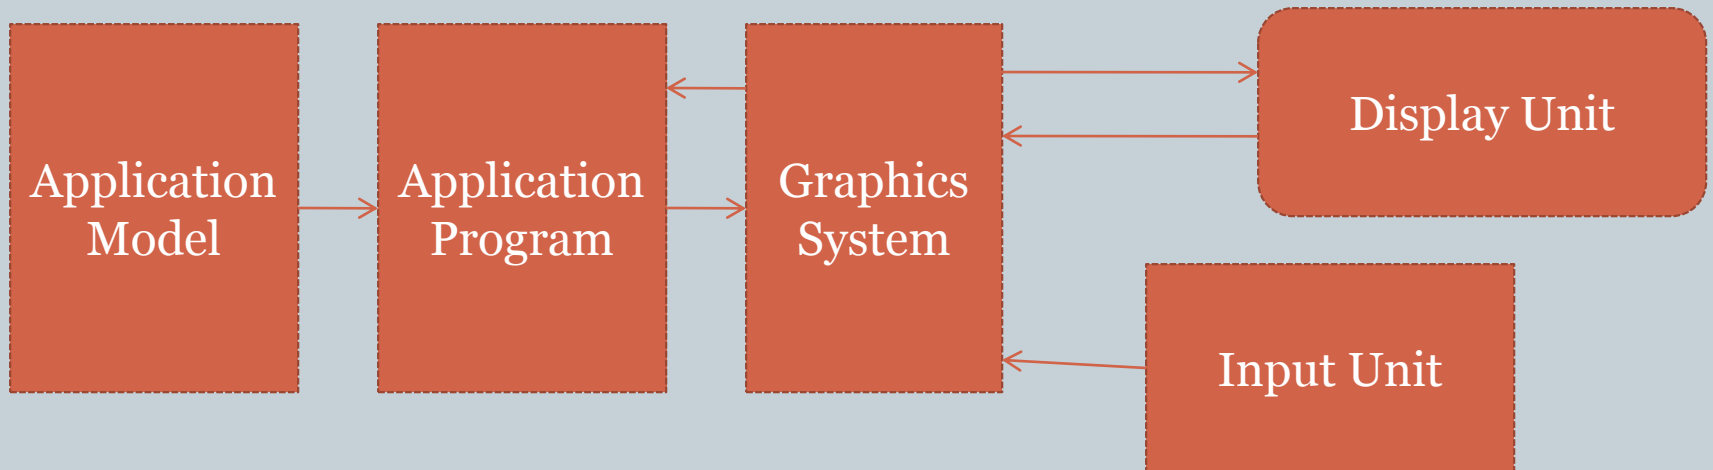 Application
Model
Application
Program
Graphics
System
Display Unit
Input Unit